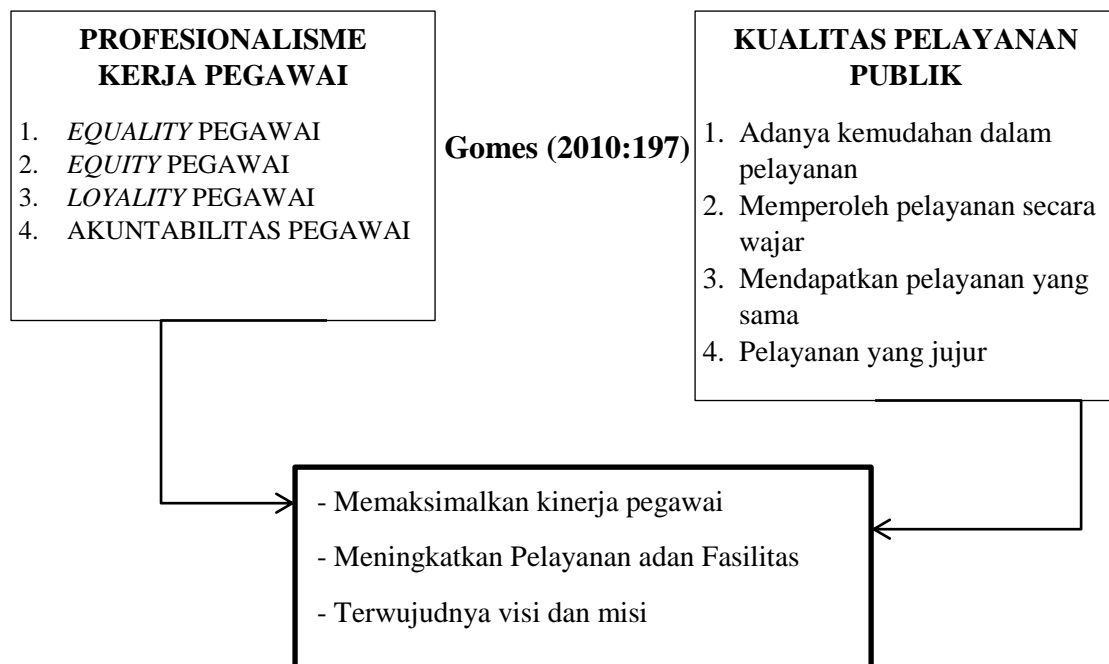 PROFESIONALISME
KERJA PEGAWAI
1. EQUALITY PEGAWAI
2. EQUITY PEGAWAI
3. LOYALITY PEGAWAI
4. AKUNTABILITAS PEGAWAI
Gomes (2010:197)
KUALITAS PELAYANAN
PUBLIK
1. Adanya kemudahan dalam
pelayanan
2. Memperoleh pelayanan secara
wajar
3. Mendapatkan pelayanan yang
sama
4. Pelayanan yang jujur
- Memaksimalkan kinerja pegawai
- Meningkatkan Pelayanan adan Fasilitas
- Terwujudnya visi dan misi